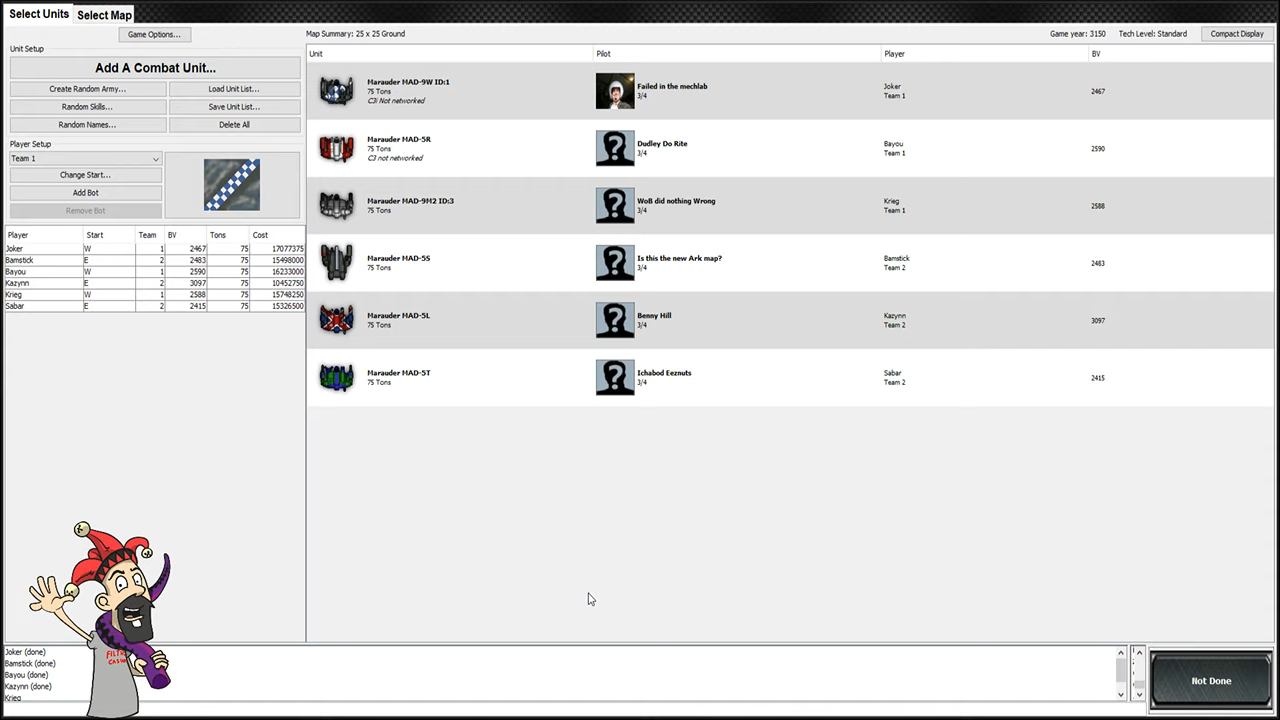 Select Units
Select Map
Game Options...
Map Summary: 25 x 25 Ground
Game year: 3150
Tech Level: Standard
Compact Display
Unit Setup
Add A Combat Unit...
Create Random Army...
Load Unit List...
Random Skills...
Save Unit List...
Random Names...
Delete All
Player Setup
Team 1
Change Start...
Add Bot
Remove Bot
Player Start Team BV Tons Cost
Joker W 1 2467 75 17077375
Bamstick E 2 2483 75 15498000
Bayou W 1 2590 75 16233000
Kazynn E 2 3097 75 10452750
Krieg W 1 2588 75 15748250
Sabar E 2 2415 75 15326500
Unit Pilot Player BV
Marauder MAD-9W ID:1
75 Tons
C3I Not networked
Failed in the mechlab
3/4
Joker
Team 1
2467
Marauder MAD-5R
75 Tons
C3 not networked
Dudley Do Rite
3/4
Bayou
Team 1
2590
Marauder MAD-9M2 ID:3
75 Tons
WoB did nothing Wrong
3/4
Krieg
Team 1
2588
Marauder MAD-5S
75 Tons
Is this the new Ark map?
3/4
Bamstick
Team 2
2483
Marauder MAD-5L
75 Tons
Benny Hill
3/4
Kazynn
Team 2
3097
Marauder MAD-5T
75 Tons
Ichabod Eeznuts
3/4
Sabar
Team 2
2415
Joker (done)
Bamstick (done)
Bayou (done)
Kazynn (done)
Krieg
Not Done